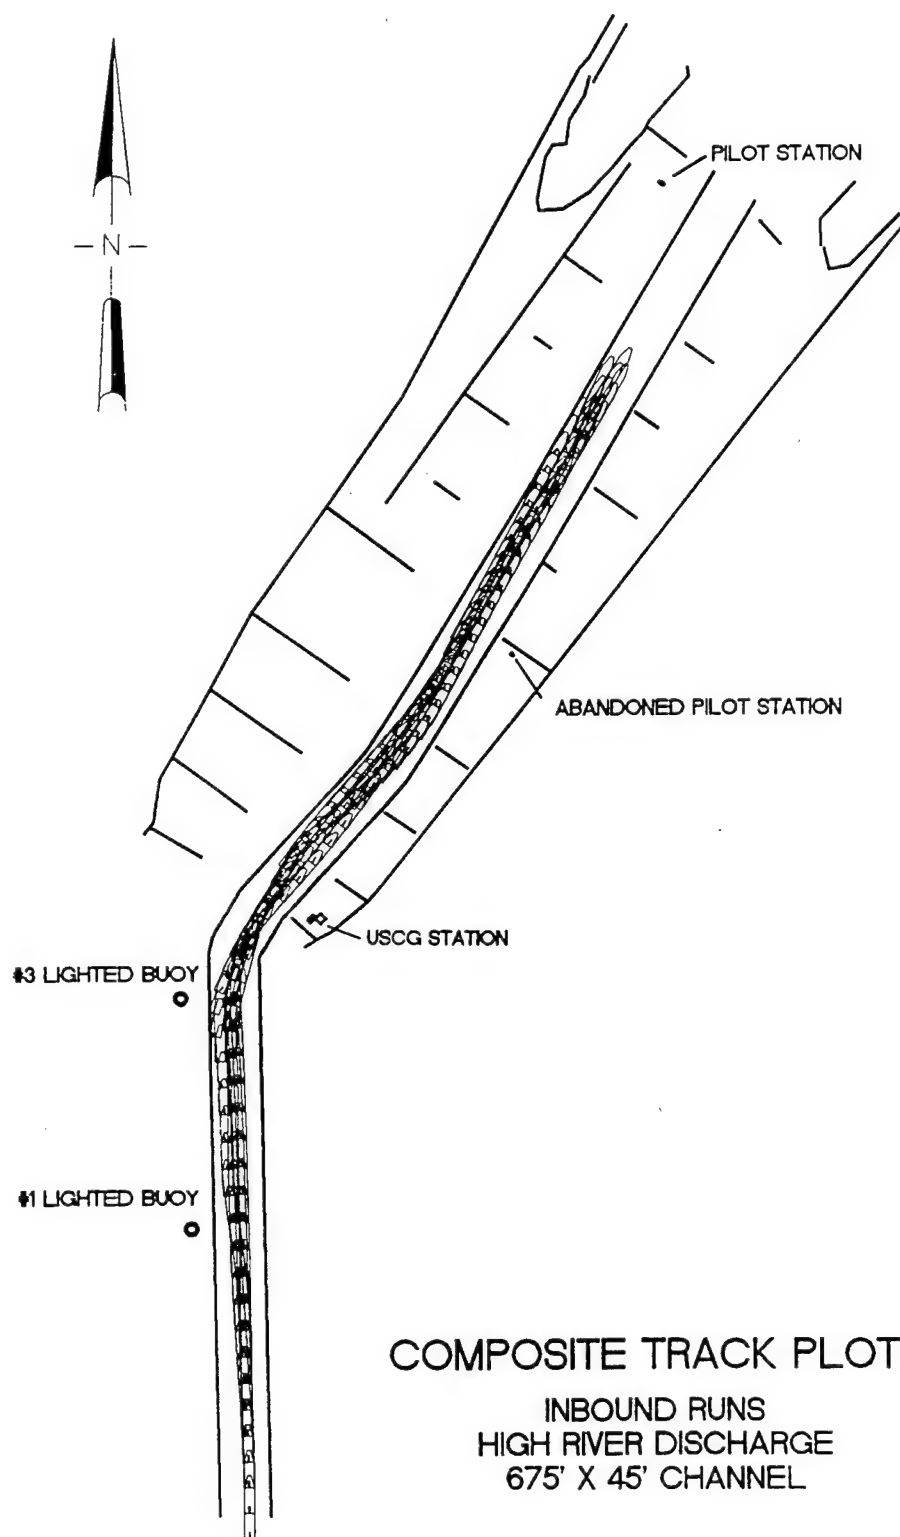 PILOT STATION
- N -
ABANDONED PILOT STATION
USCG STATION
#3 LIGHTED BUOY
#1 LIGHTED BUOY
COMPOSITE TRACK PLOT
INBOUND RUNS
HIGH RIVER DISCHARGE
675' X 45' CHANNEL